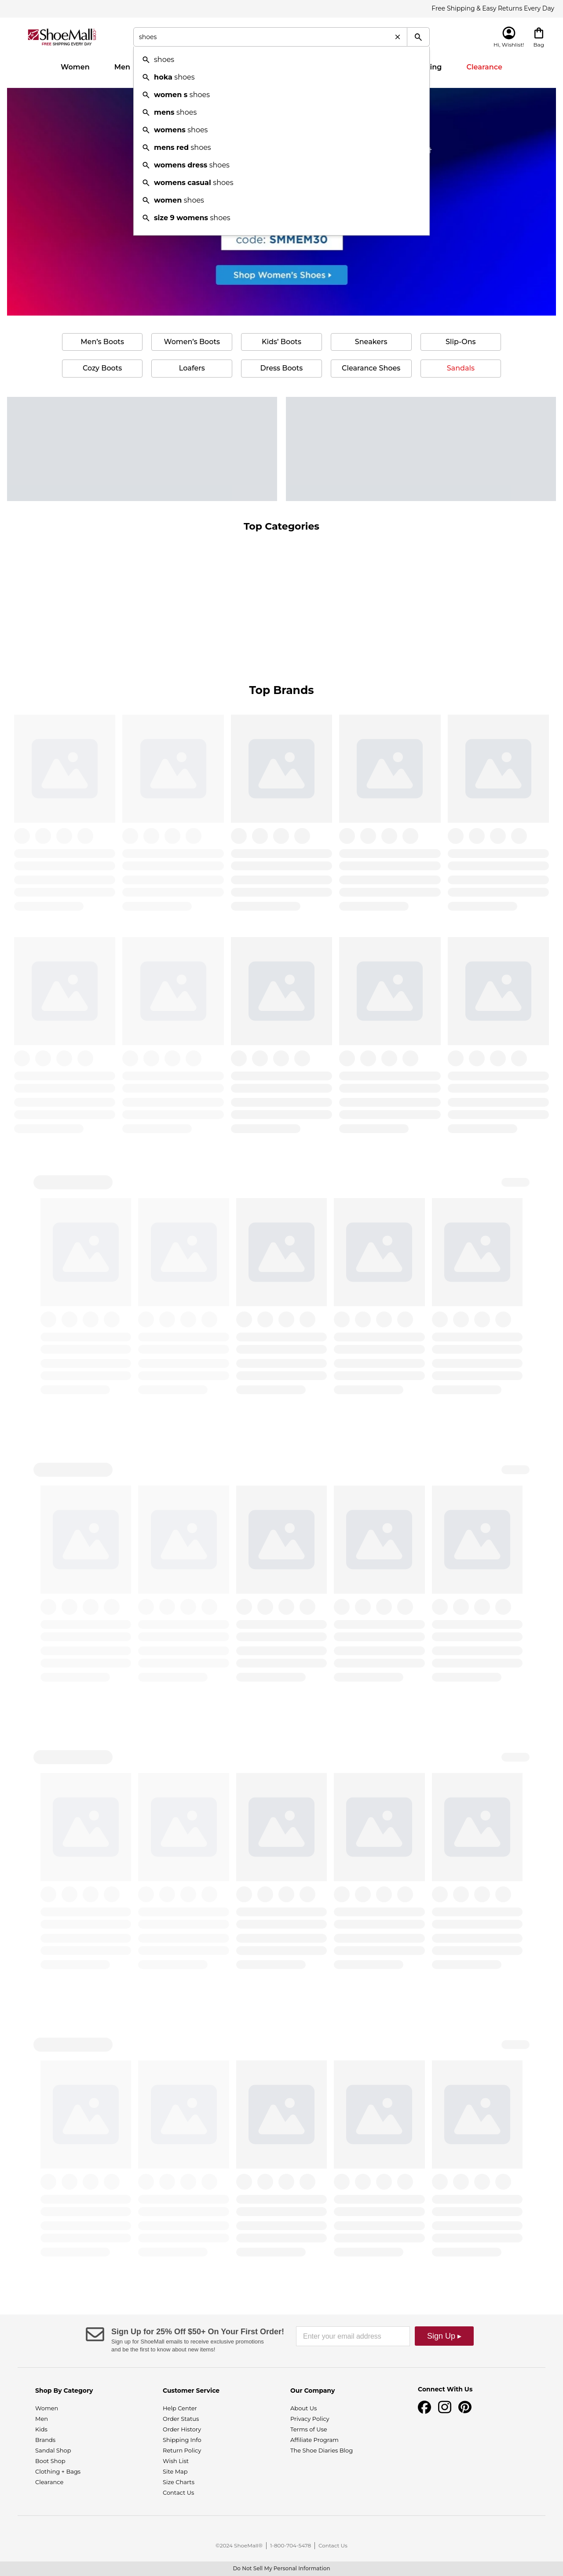 Free Shipping & Easy Returns Every Day
ShoeMall
FREE SHIPPING EVERY DAY
shoes
Hi, Wishlist!
Bag
Women
Men
ing
Clearance
shoes
hoka shoes
women s shoes
mens shoes
womens shoes
mens red shoes
womens dress shoes
womens casual shoes
women shoes
size 9 womens shoes
code: SMMEM30
Shop Women's Shoes
Men's Boots
Women's Boots
Kids' Boots
Sneakers
Slip-Ons
Cozy Boots
Loafers
Dress Boots
Clearance Shoes
Sandals
Top Categories
Top Brands
Sign Up for 25% Off $50+ On Your First Order!
Sign up for ShoeMall emails to receive exclusive promotions
and be the first to know about new items!
Enter your email address
Sign Up ▸
Shop By Category
Women
Men
Kids
Brands
Sandal Shop
Boot Shop
Clothing + Bags
Clearance
Customer Service
Help Center
Order Status
Order History
Shipping Info
Return Policy
Wish List
Site Map
Size Charts
Contact Us
Our Company
About Us
Privacy Policy
Terms of Use
Affiliate Program
The Shoe Diaries Blog
Connect With Us
©2024 ShoeMall® | 1-800-704-5478 | Contact Us
Do Not Sell My Personal Information